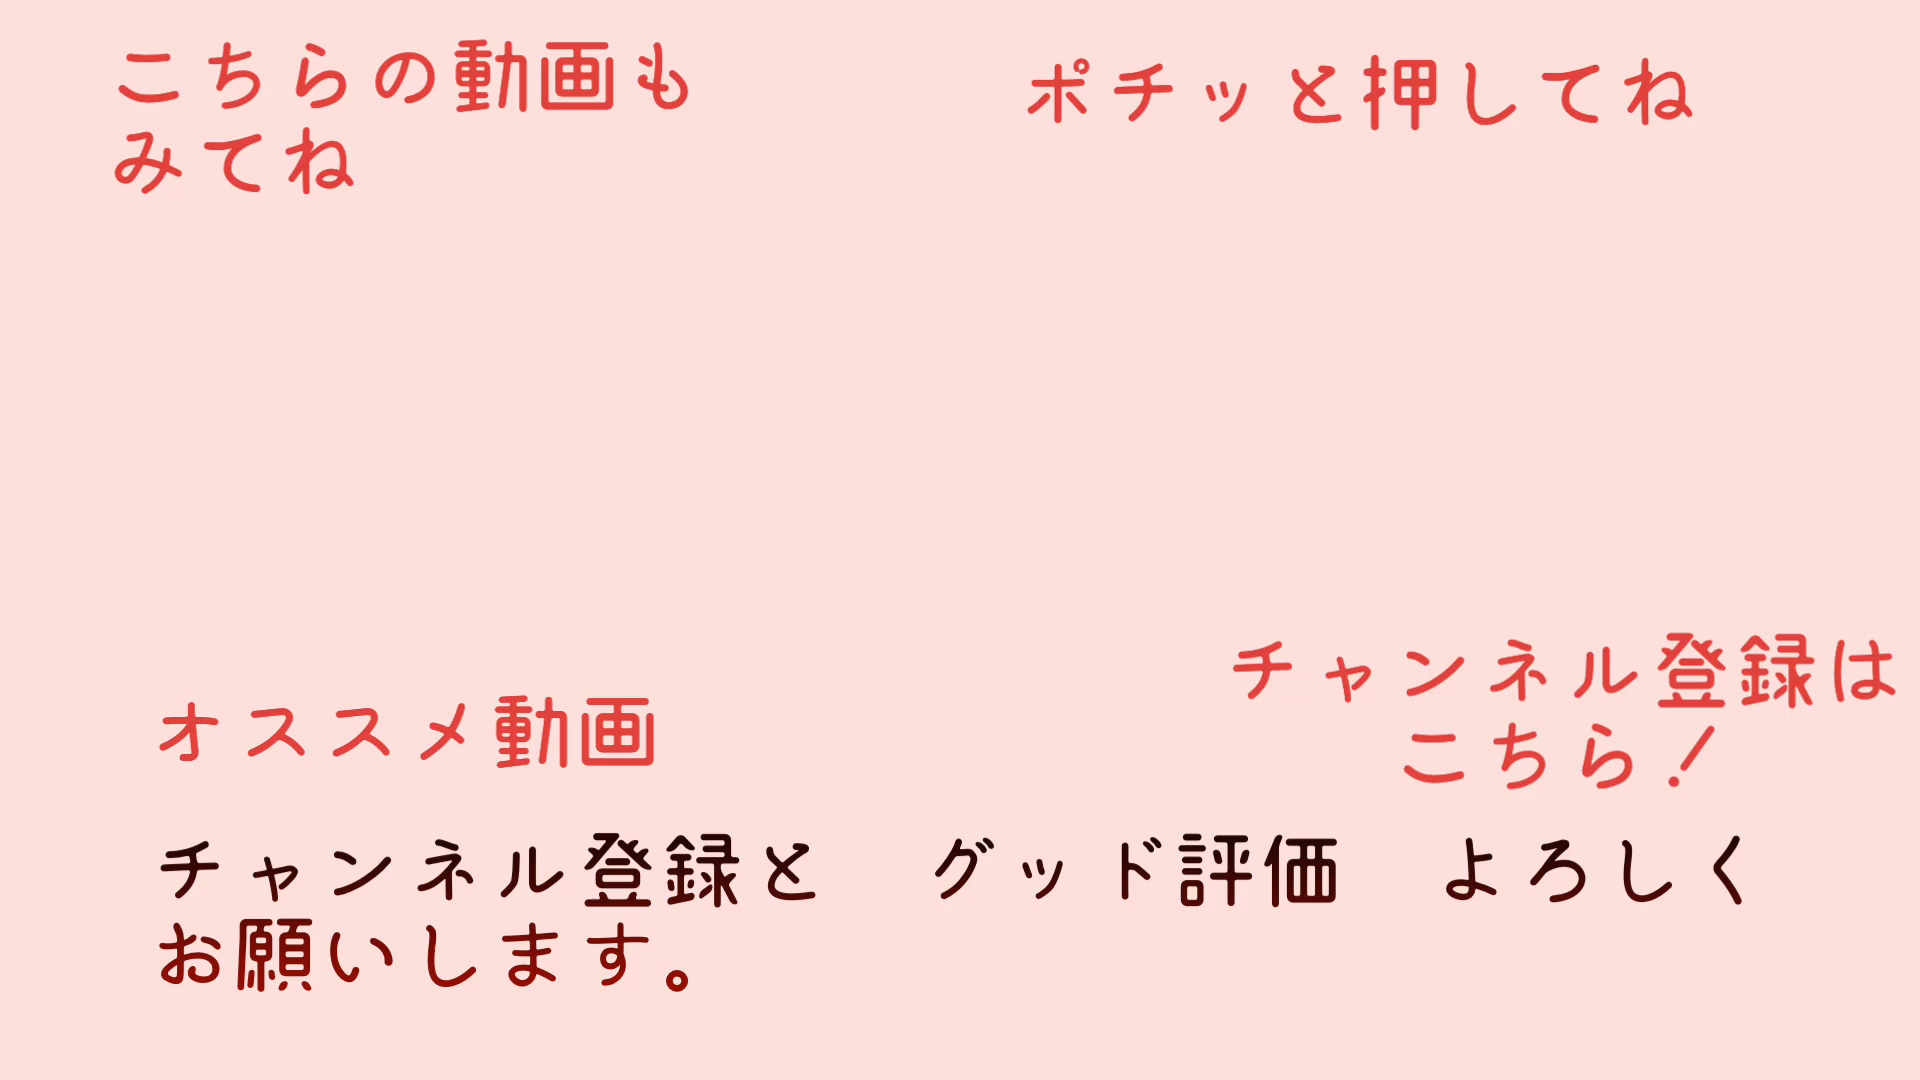 こちらの動画も
みてね
ポチッと押してね
チャンネル登録は
こちら!
オススメ動画
チャンネル登録と　グッド評価　よろしく
お願いします。